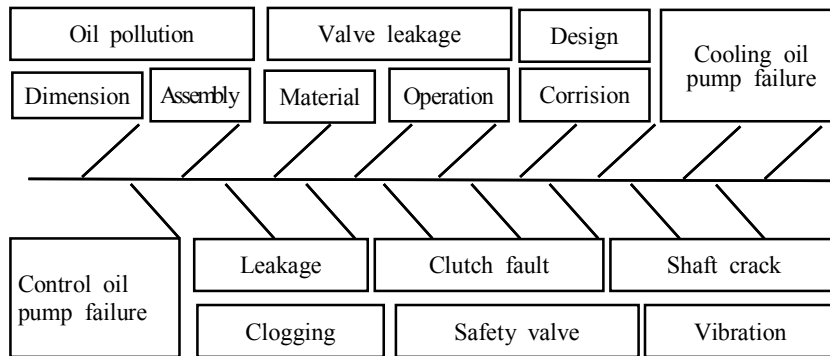 Oil pollution
Valve leakage
Design
Cooling oil
pump failure
Dimension
Assembly
Material
Operation
Corrision
Control oil
pump failure
Leakage
Clutch fault
Shaft crack
Clogging
Safety valve
Vibration